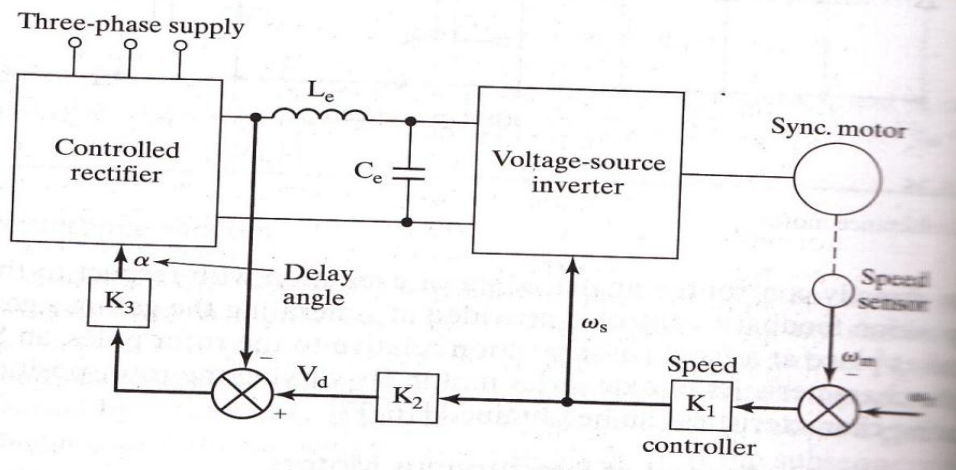 Three-phase supply
Controlled
rectifier
Lₑ
Cₑ
Voltage-source
inverter
Sync. motor
α
Delay
angle
K₃
ωₛ
Speed
sensor
ωₘ
−
V_d
+
K₂
Speed
K₁
controller